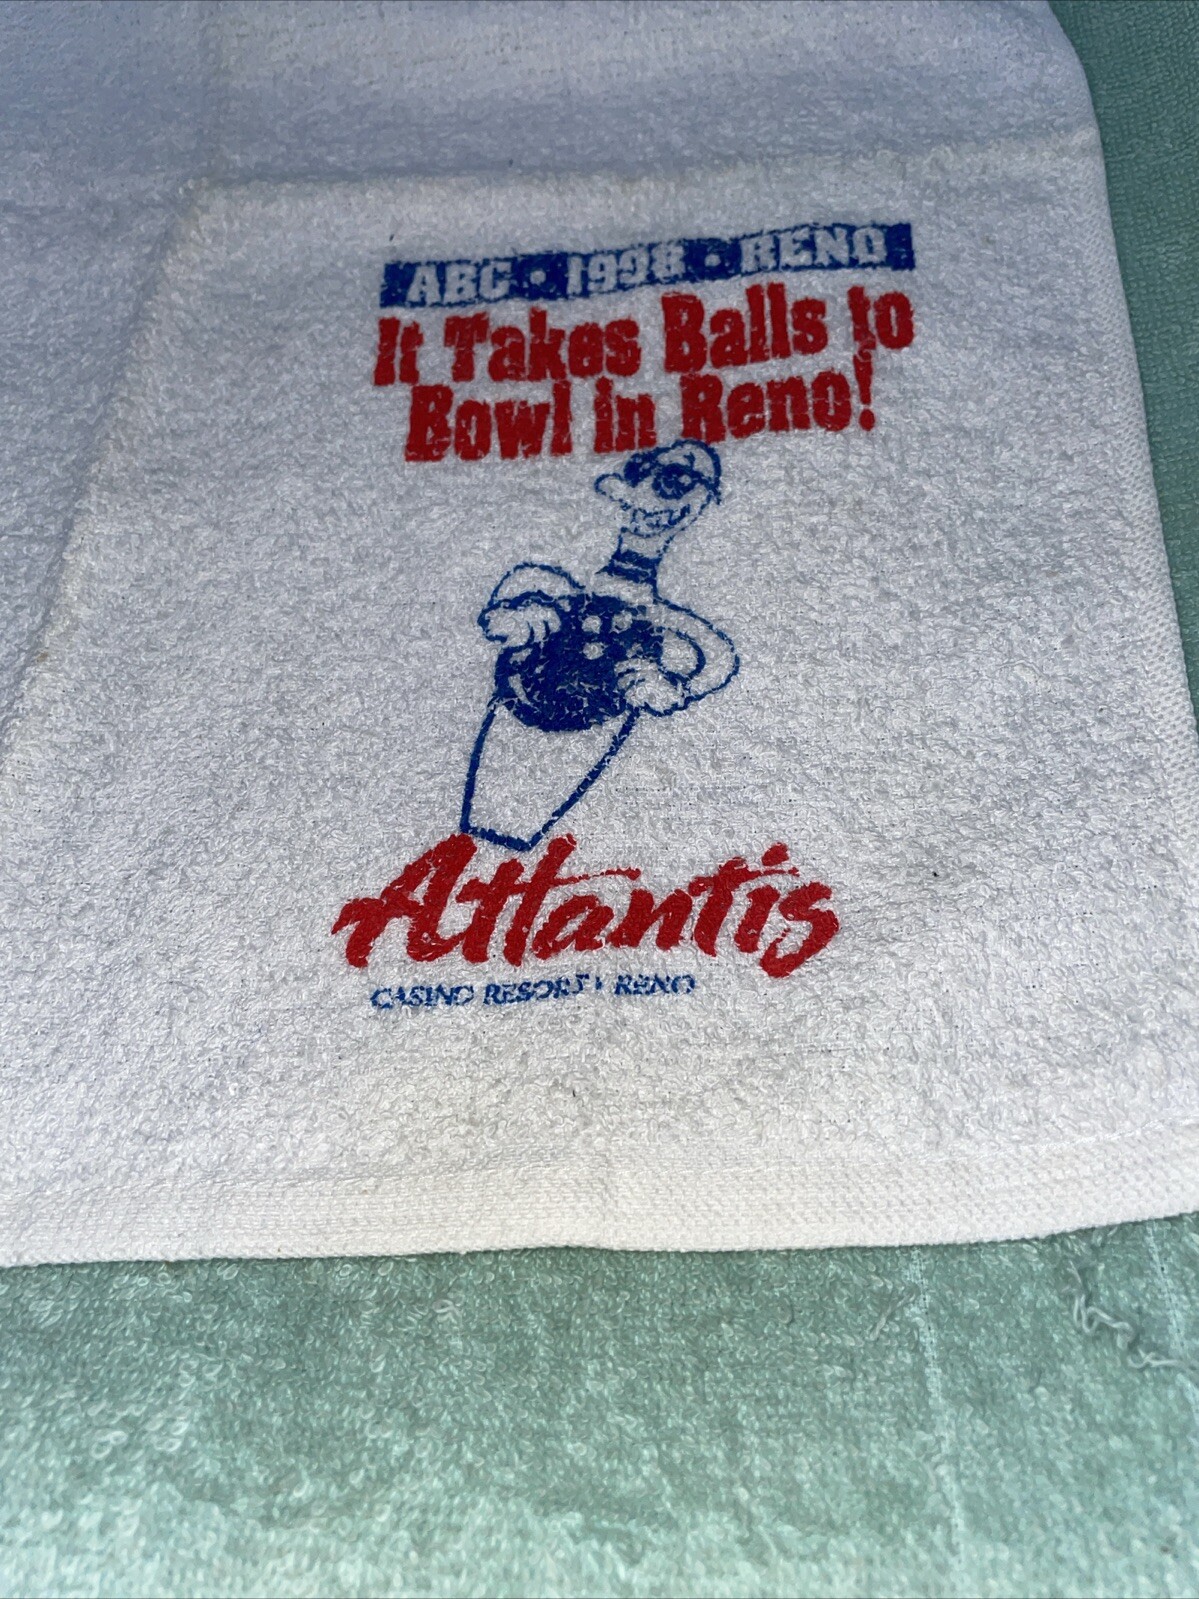 ABC • 1998 • RENO
It Takes Balls to
Bowl in Reno!
Atlantis
CASINO RESORT • RENO